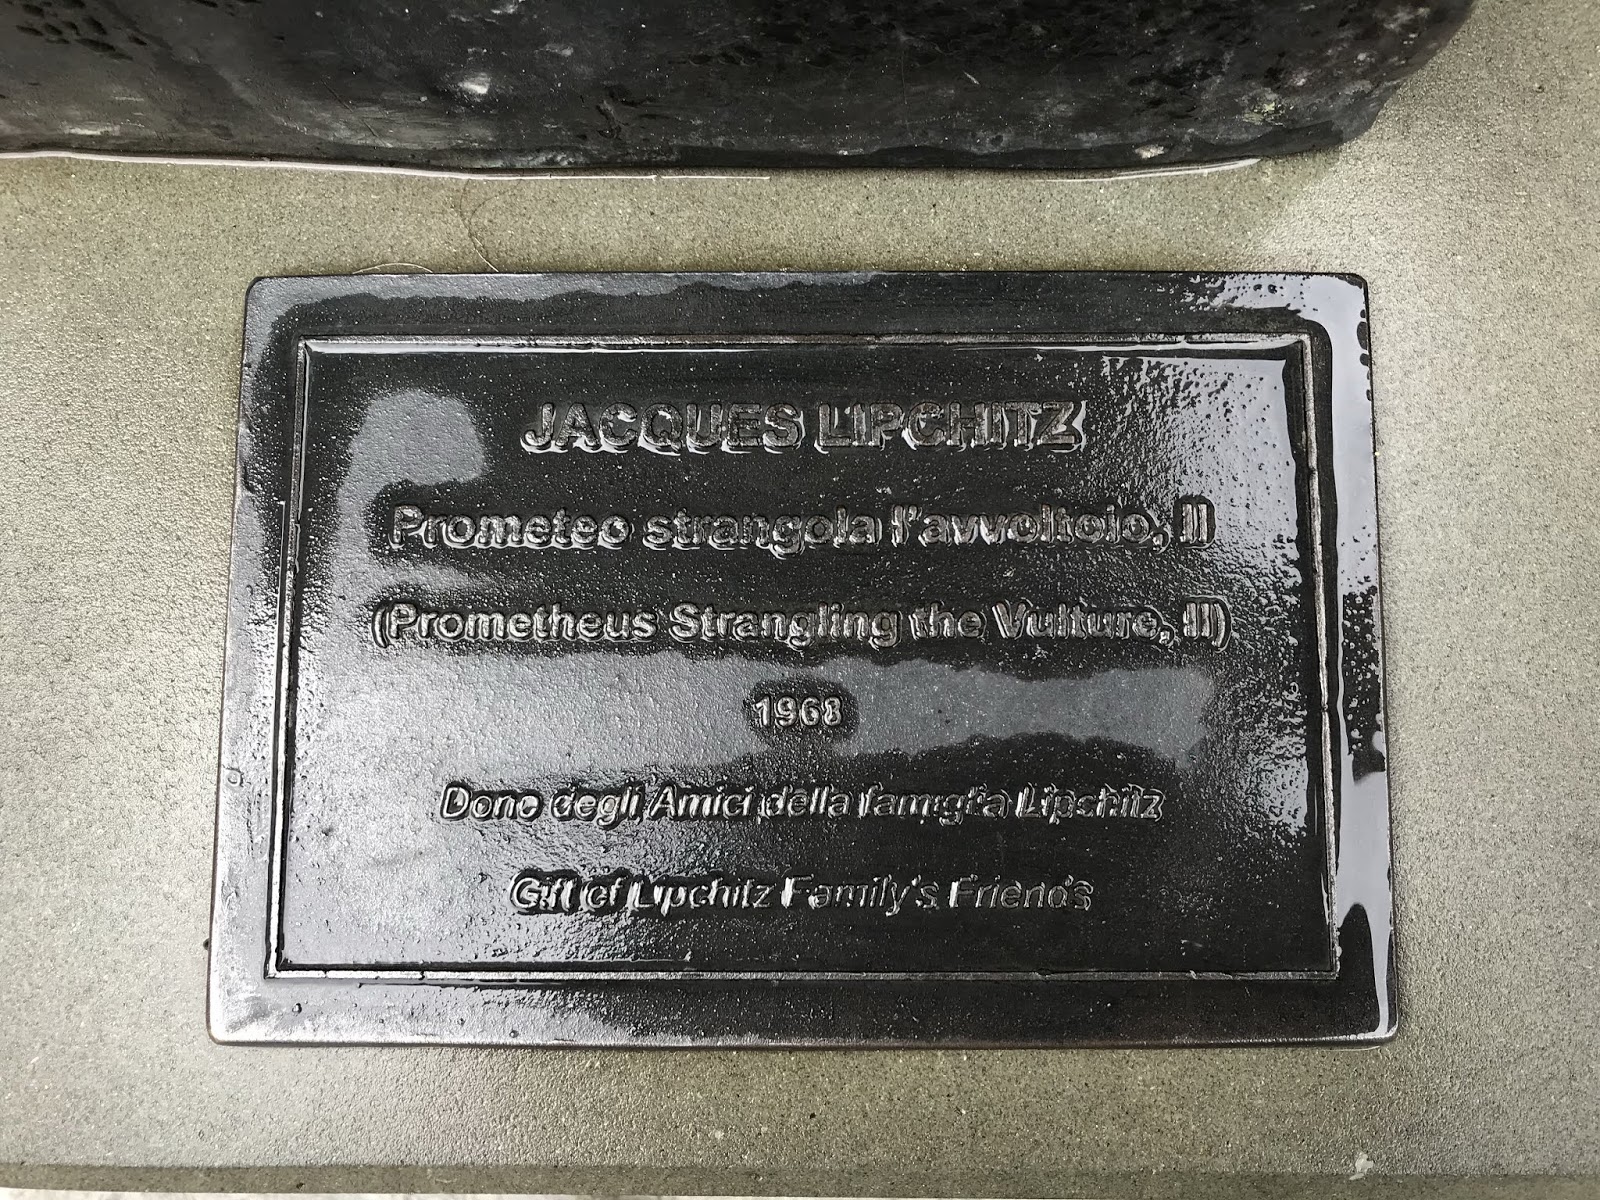 JACQUES LIPCHITZ
Prometeo strangola l'avvoltoio, II
(Prometheus Strangling the Vulture, II)
1968
Dono degli Amici della famiglia Lipschitz
Gift of Lipchitz Family's Friends